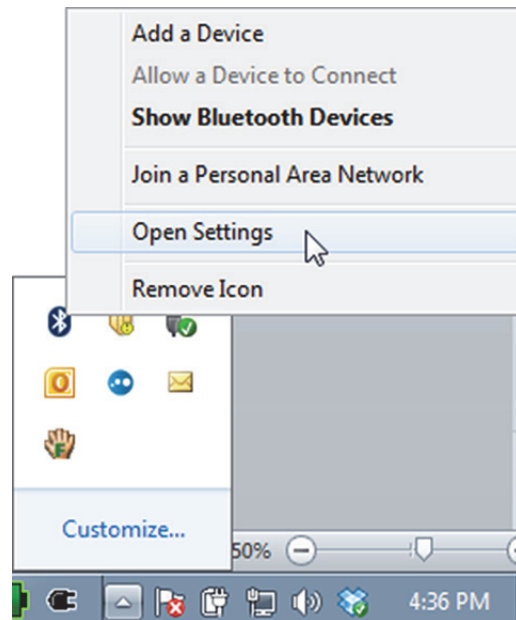 Add a Device
Allow a Device to Connect
Show Bluetooth Devices
Join a Personal Area Network
Open Settings
Remove Icon
Customize...
50%
4:36 PM